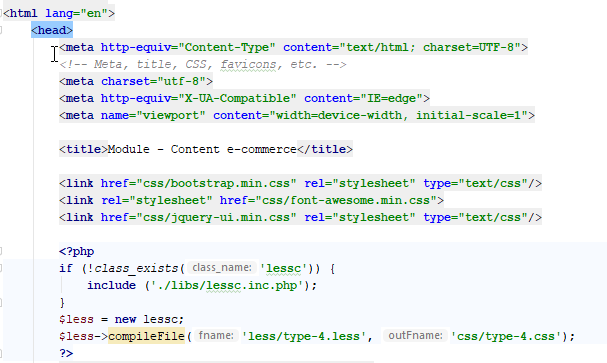 <html lang="en">
<head>
<meta http-equiv="Content-Type" content="text/html; charset=UTF-8">
<!-- Meta, title, CSS, favicons, etc. -->
<meta charset="utf-8">
<meta http-equiv="X-UA-Compatible" content="IE=edge">
<meta name="viewport" content="width=device-width, initial-scale=1">
<title>Module - Content e-commerce</title>
<link href="css/bootstrap.min.css" rel="stylesheet" type="text/css"/>
<link rel="stylesheet" href="css/font-awesome.min.css">
<link href="css/jquery-ui.min.css" rel="stylesheet" type="text/css"/>
<?php
if (!class_exists( class_name: 'lessc')) {
include ('./libs/lessc.inc.php');
}
$less = new lessc;
$less->compileFile( fname: 'less/type-4.less', outFname: 'css/type-4.css');
?>